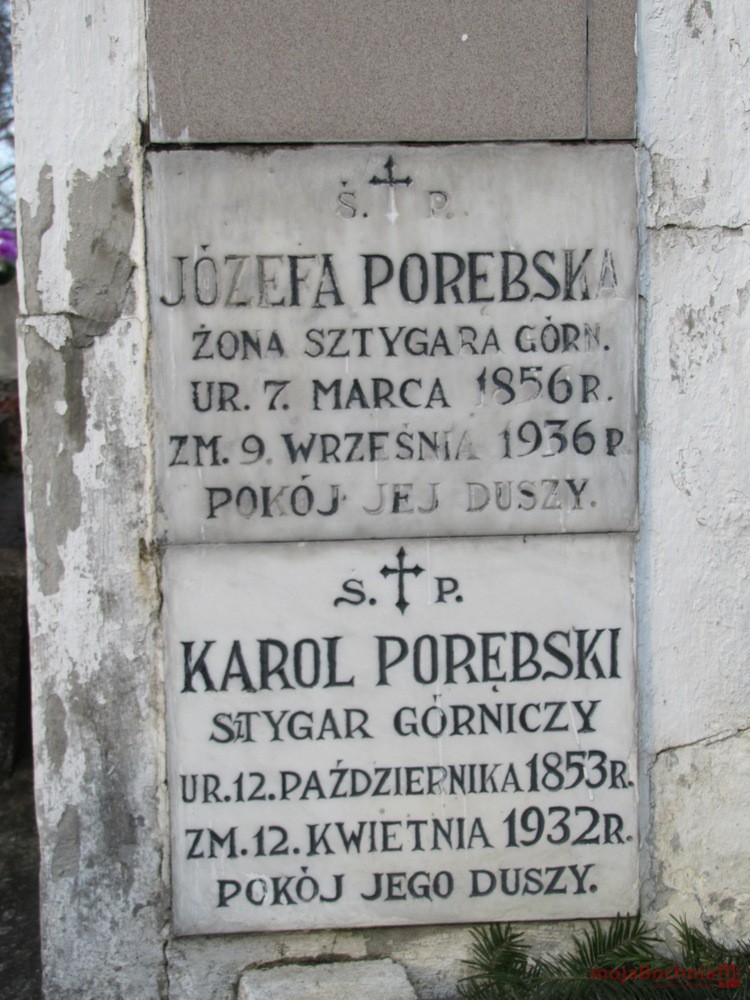 Ś. P.
JÓZEFA PORĘBSKA
ŻONA SZTYGARA GÓRN.
UR. 7. MARCA 1856 R.
ZM. 9. WRZEŚNIA 1936 R.
POKÓJ JEJ DUSZY.
Ś. P.
KAROL PORĘBSKI
SZTYGAR GÓRNICZY
UR. 12. PAŹDZIERNIKA 1853 R.
ZM. 12. KWIETNIA 1932 R.
POKÓJ JEGO DUSZY.